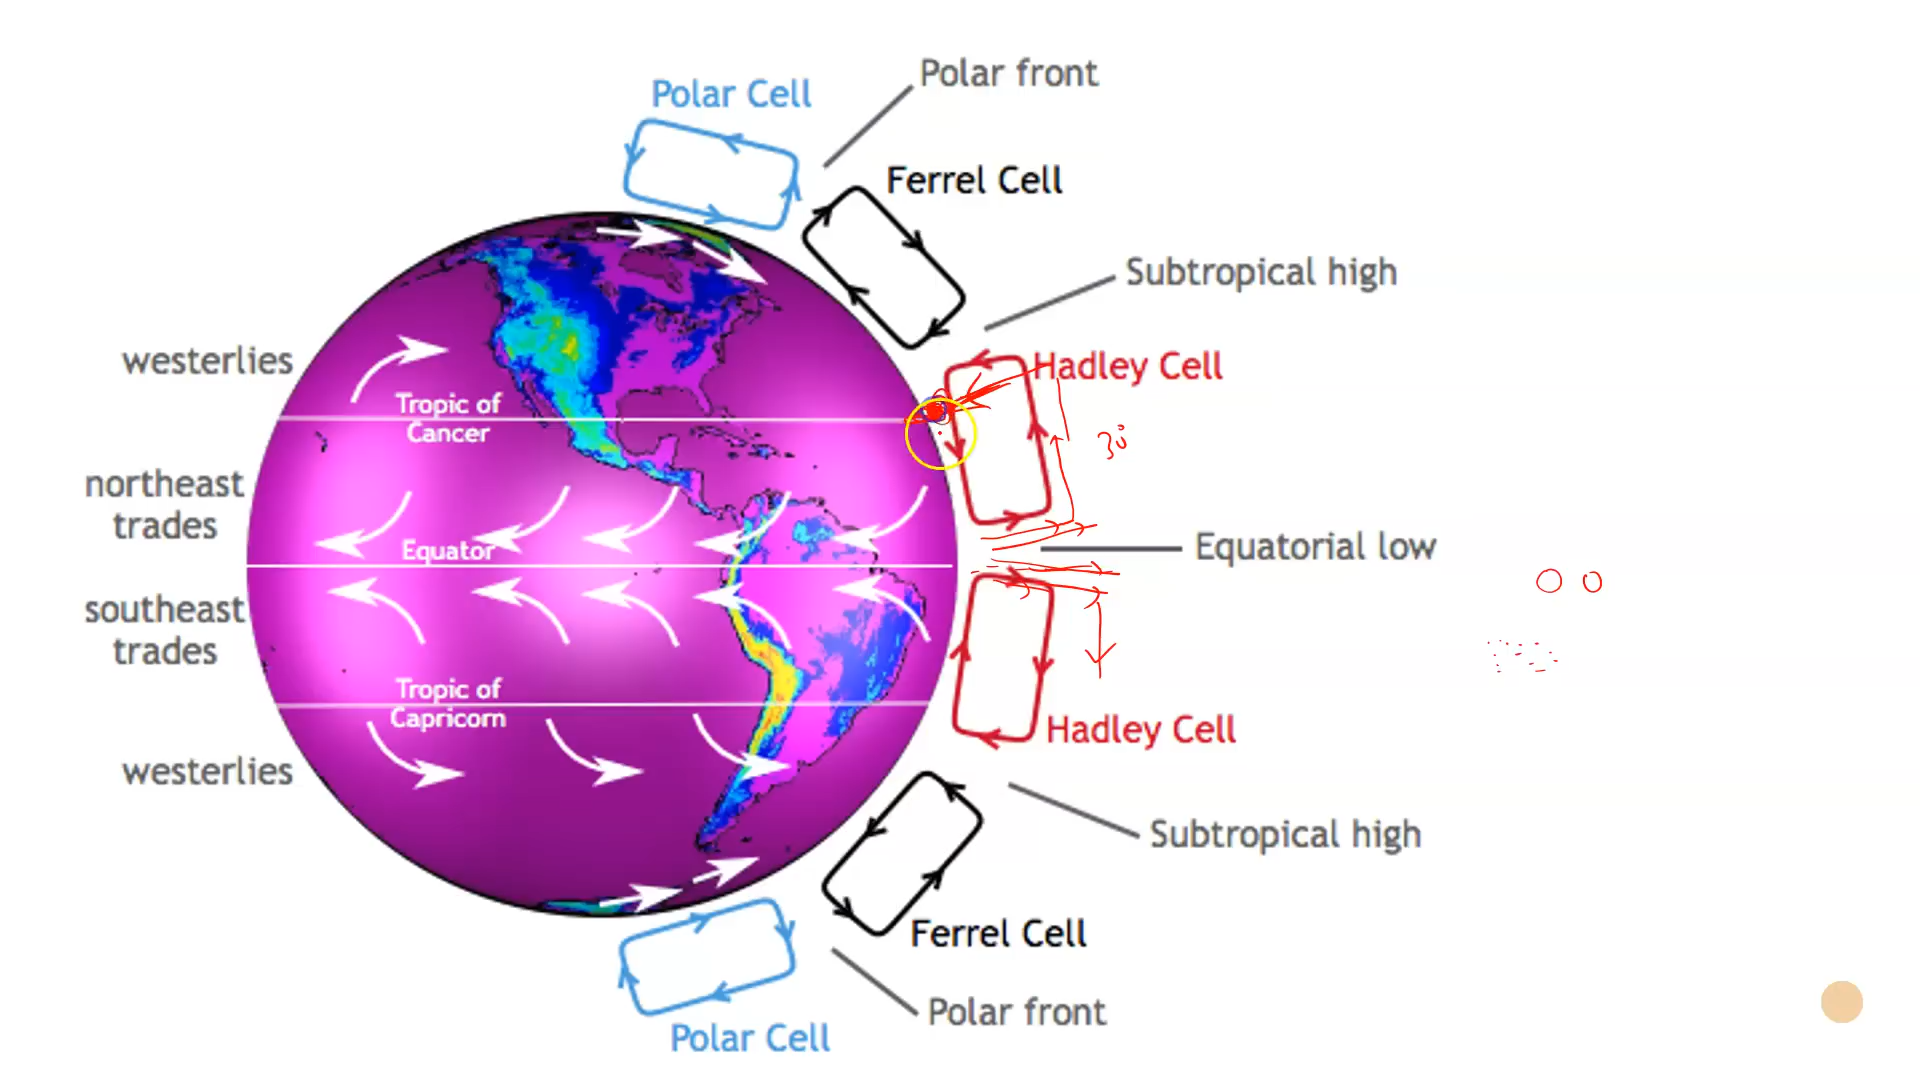 Polar front
Polar Cell
Ferrel Cell
Subtropical high
westerlies
Hadley Cell
Tropic of
Cancer
30°
northeast
trades
Equator
Equatorial low
southeast
trades
Tropic of
Capricorn
Hadley Cell
westerlies
Subtropical high
Ferrel Cell
Polar front
Polar Cell